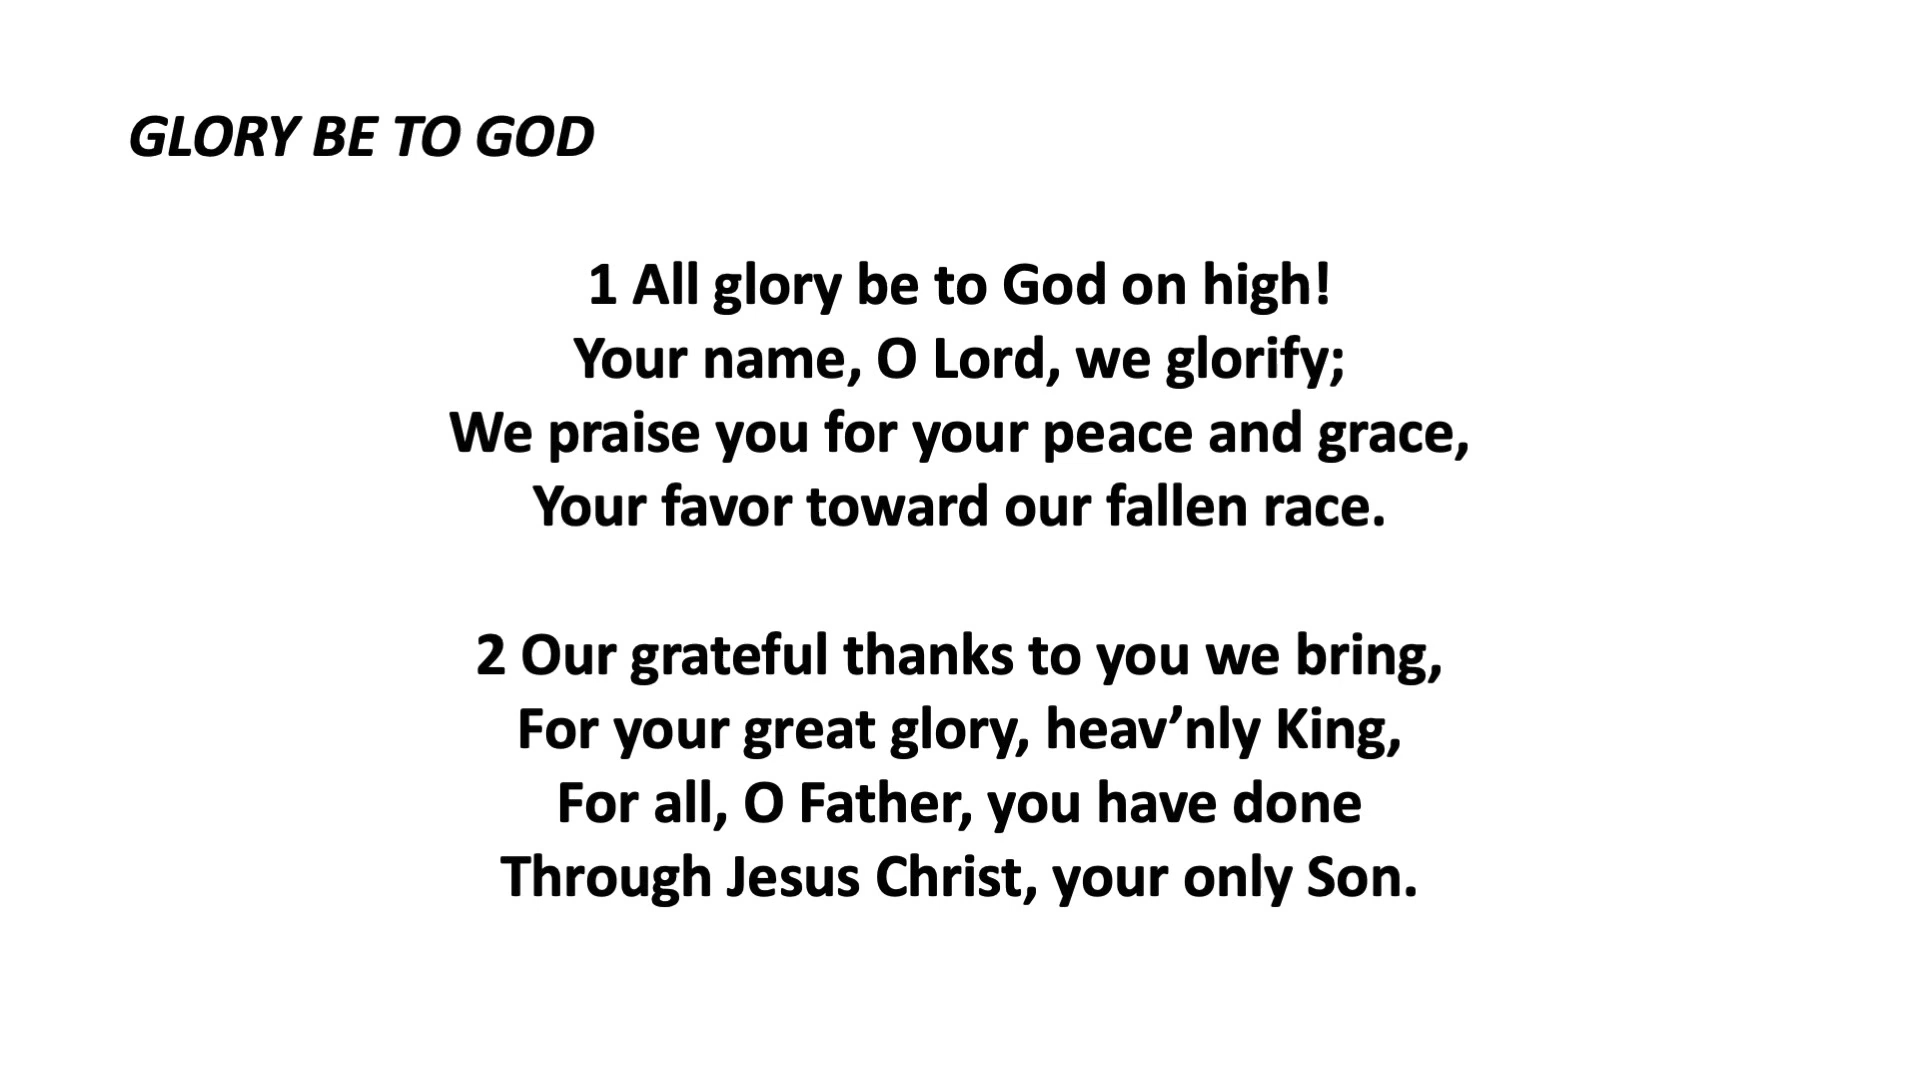 GLORY BE TO GOD
1 All glory be to God on high!
Your name, O Lord, we glorify;
We praise you for your peace and grace,
Your favor toward our fallen race.
2 Our grateful thanks to you we bring,
For your great glory, heav’nly King,
For all, O Father, you have done
Through Jesus Christ, your only Son.